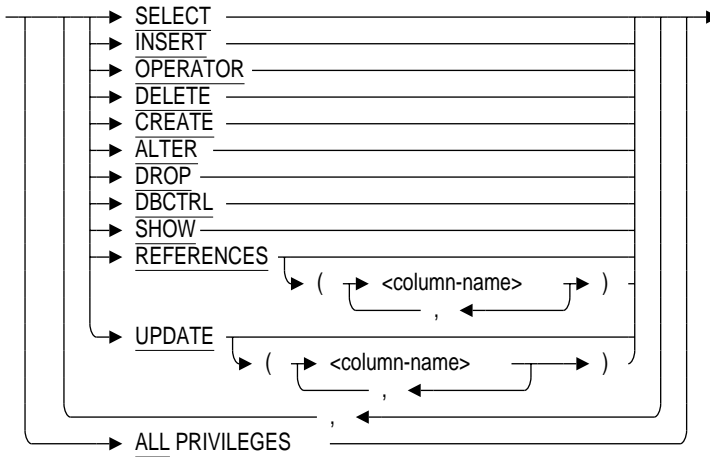 SELECT
INSERT
OPERATOR
DELETE
CREATE
ALTER
DROP
DBCTRL
SHOW
REFERENCES
( <column-name> )
,
UPDATE
( <column-name> )
,
,
ALL PRIVILEGES